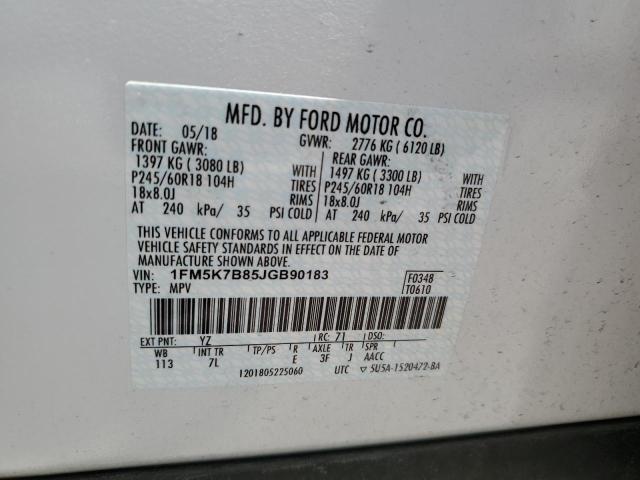 MFD. BY FORD MOTOR CO.
DATE: 05/18 GVWR: 2776 KG ( 6120 LB)
FRONT GAWR: REAR GAWR:
1397 KG ( 3080 LB) WITH 1497 KG ( 3300 LB) WITH
P245/60R18 104H TIRES P245/60R18 104H TIRES
18x8.0J RIMS 18x8.0J RIMS
AT 240 kPa/ 35 PSI COLD AT 240 kPa/ 35 PSI COLD
THIS VEHICLE CONFORMS TO ALL APPLICABLE FEDERAL MOTOR
VEHICLE SAFETY STANDARDS IN EFFECT ON THE DATE OF
MANUFACTURE SHOWN ABOVE.
VIN: 1FM5K7B85JGB90183 F0348
TYPE: MPV T0610
EXT PNT: YZ RC: 71 DSO:
WB INT TR TP/PS R AXLE TR SPR
113 7L E 3F J AACC
1201805225060 UTC ▽ 5U5A-1520472-BA